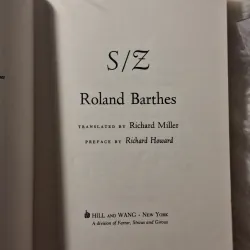 S/Z
Roland Barthes
TRANSLATED BY Richard Miller
PREFACE BY Richard Howard
HILL AND WANG • NEW YORK
A division of Farrar, Straus and Giroux